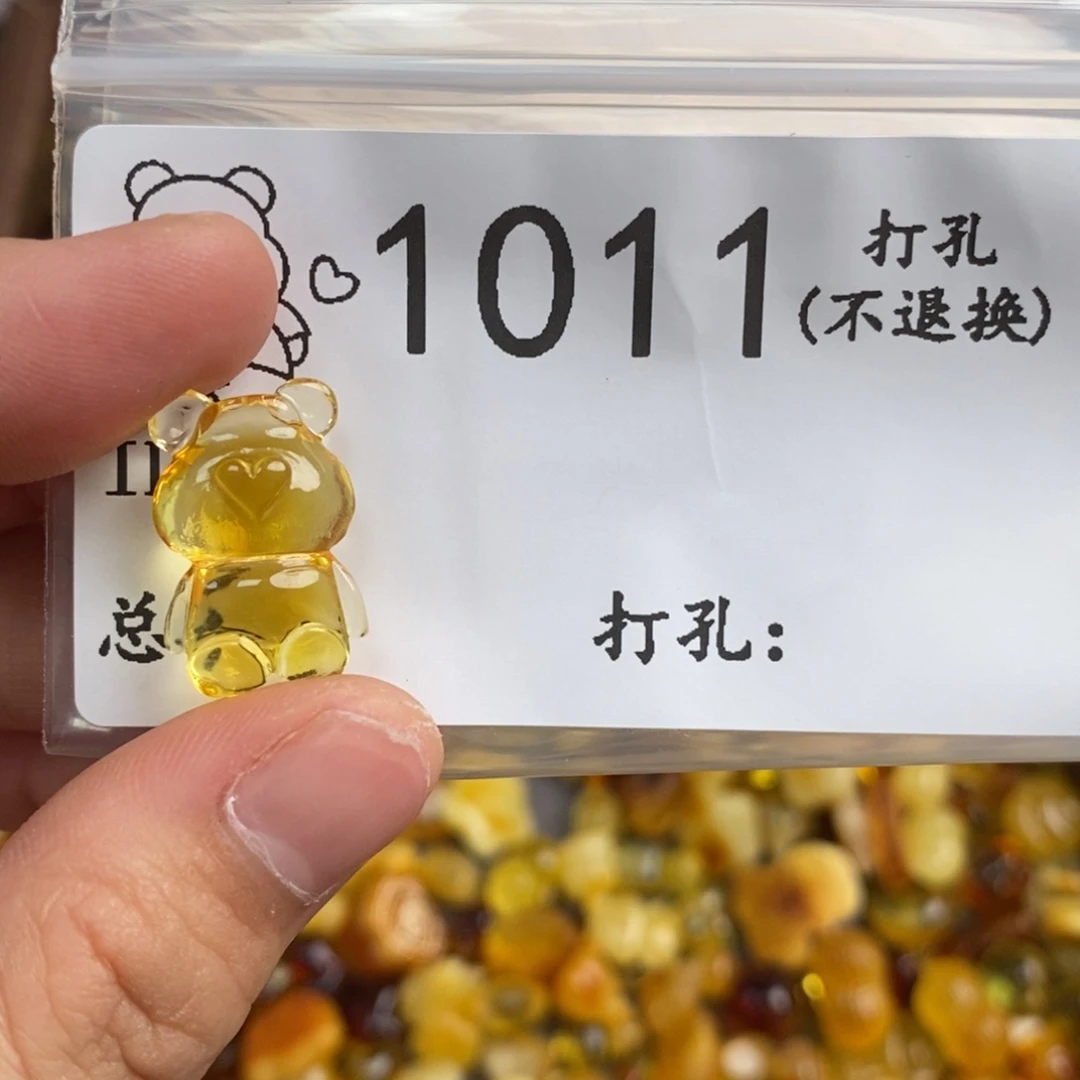 1011 打孔
(不退换)
总
打孔：